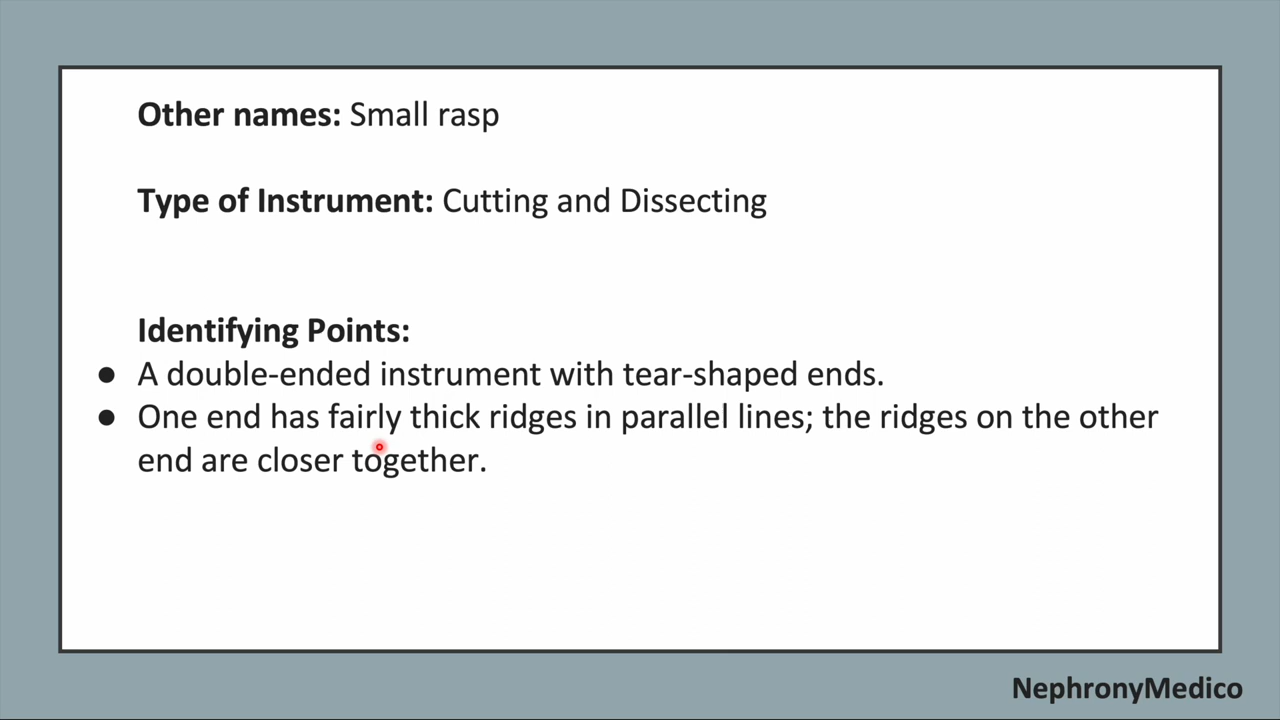 Other names: Small rasp
Type of Instrument: Cutting and Dissecting
Identifying Points:
● A double-ended instrument with tear-shaped ends.
● One end has fairly thick ridges in parallel lines; the ridges on the other
end are closer together.
NephronyMedico